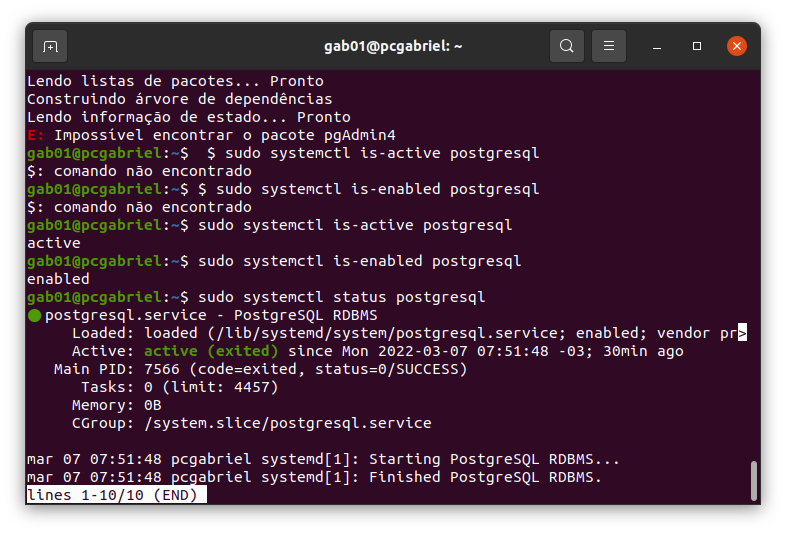 gab01@pcgabriel: ~
Lendo listas de pacotes... Pronto
Construindo árvore de dependências
Lendo informação de estado... Pronto
E: Impossível encontrar o pacote pgAdmin4
gab01@pcgabriel:~$  $ sudo systemctl is-active postgresql
$: comando não encontrado
gab01@pcgabriel:~$ $ sudo systemctl is-enabled postgresql
$: comando não encontrado
gab01@pcgabriel:~$ sudo systemctl is-active postgresql
active
gab01@pcgabriel:~$ sudo systemctl is-enabled postgresql
enabled
gab01@pcgabriel:~$ sudo systemctl status postgresql
● postgresql.service - PostgreSQL RDBMS
     Loaded: loaded (/lib/systemd/system/postgresql.service; enabled; vendor pr>
     Active: active (exited) since Mon 2022-03-07 07:51:48 -03; 30min ago
   Main PID: 7566 (code=exited, status=0/SUCCESS)
      Tasks: 0 (limit: 4457)
     Memory: 0B
     CGroup: /system.slice/postgresql.service
mar 07 07:51:48 pcgabriel systemd[1]: Starting PostgreSQL RDBMS...
mar 07 07:51:48 pcgabriel systemd[1]: Finished PostgreSQL RDBMS.
lines 1-10/10 (END)